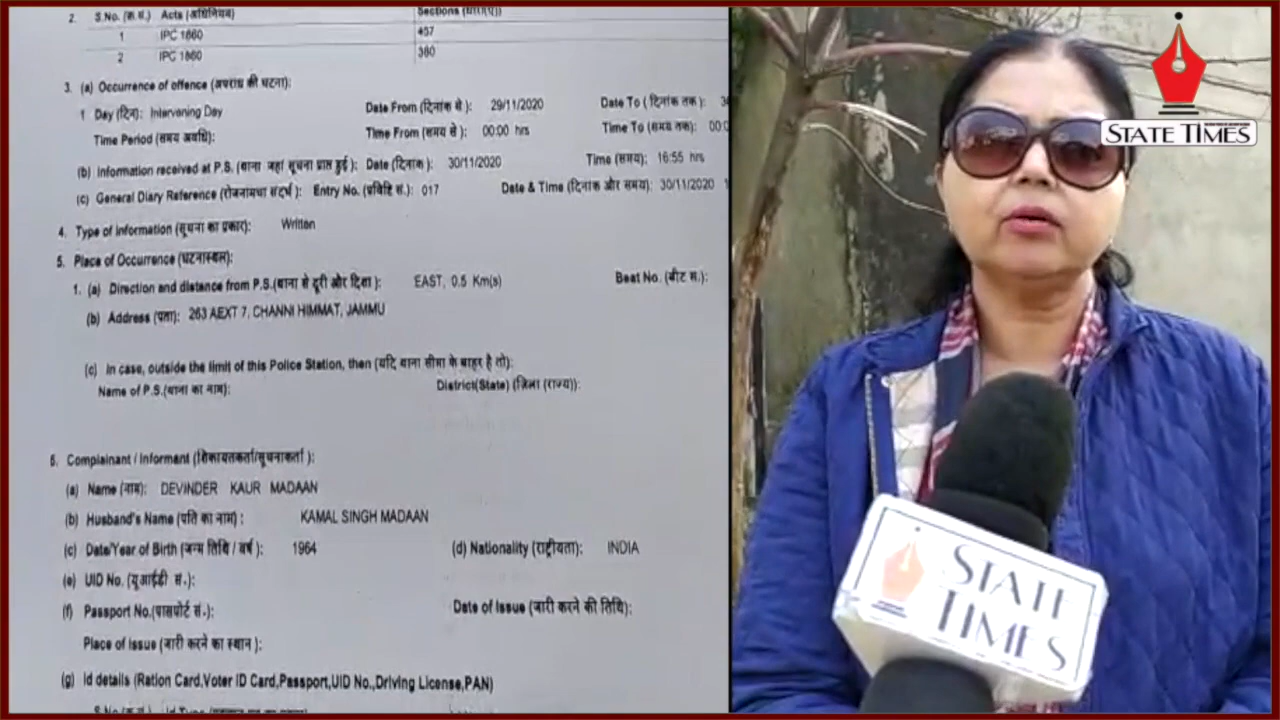 2. S.No. (क.सं.) Acts (अधिनियम) Sections (धारा(ए))
1 IPC 1860 457
2 IPC 1860 380
3. (a) Occurrence of offence (अपराध की घटना):
1 Day (दिन): Intervening Day Date From (दिनांक से ): 29/11/2020 Date To ( दिनांक तक ):
Time Period (समय अवधि): Time From (समय से ): 00:00 hrs Time To (समय तक):
(b) Information received at P.S. (थाना जहां सूचना प्राप्त हुई ): Date (दिनांक ): 30/11/2020 Time (समय): 16:55 hrs
(c) General Diary Reference (रोजनामचा संदर्भ ): Entry No. (प्रविष्टि सं.): 017 Date & Time (दिनांक और समय): 30/11/2020
4. Type of Information (सूचना का प्रकार): Written
5. Place of Occurrence (घटनास्थल):
1. (a) Direction and distance from P.S.(थाना से दूरी और दिशा ): EAST, 0.5 Km(s) Beat No. (बीट सं.):
(b) Address (पता): 263 AEXT 7, CHANNI HIMMAT, JAMMU
(c) In case, outside the limit of this Police Station, then (यदि थाना सीमा के बाहर है तो):
Name of P.S.(थाना का नाम): District(State) (ज़िला (राज्य)):
6. Complainant / Informant (शिकायतकर्ता/सूचनाकर्ता ):
(a) Name (नाम): DEVINDER KAUR MADAAN
(b) Husband's Name (पति का नाम) : KAMAL SINGH MADAAN
(c) Date/Year of Birth (जन्म तिथि / वर्ष ): 1964 (d) Nationality (राष्ट्रीयता): INDIA
(e) UID No. (यूआईडी सं.):
(f) Passport No.(पासपोर्ट सं.): Date of Issue (जारी करने की तिथि):
Place of Issue (जारी करने का स्थान ):
(g) Id details (Ration Card,Voter ID Card,Passport,UID No.,Driving License,PAN)
STATE TIMES
STATE
TIMES